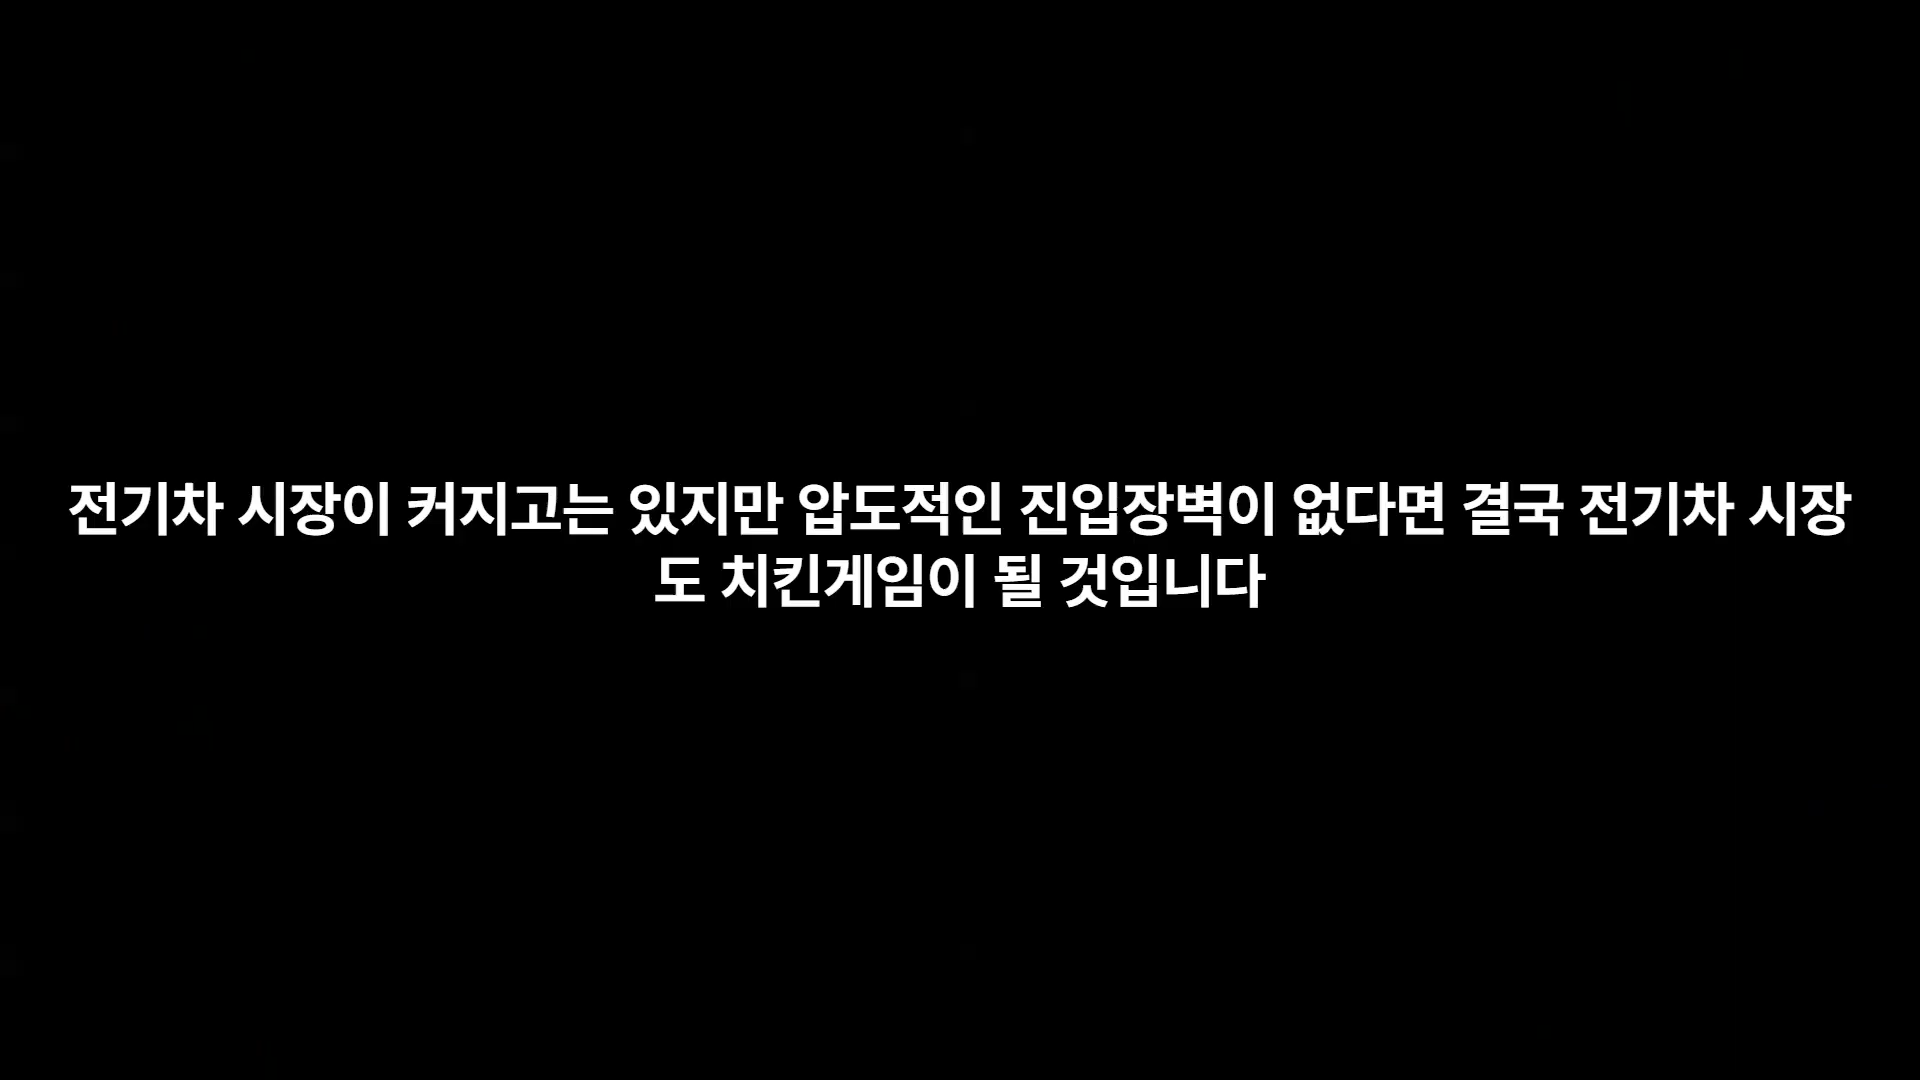 전기차 시장이 커지고는 있지만 압도적인 진입장벽이 없다면 결국 전기차 시장
도 치킨게임이 될 것입니다